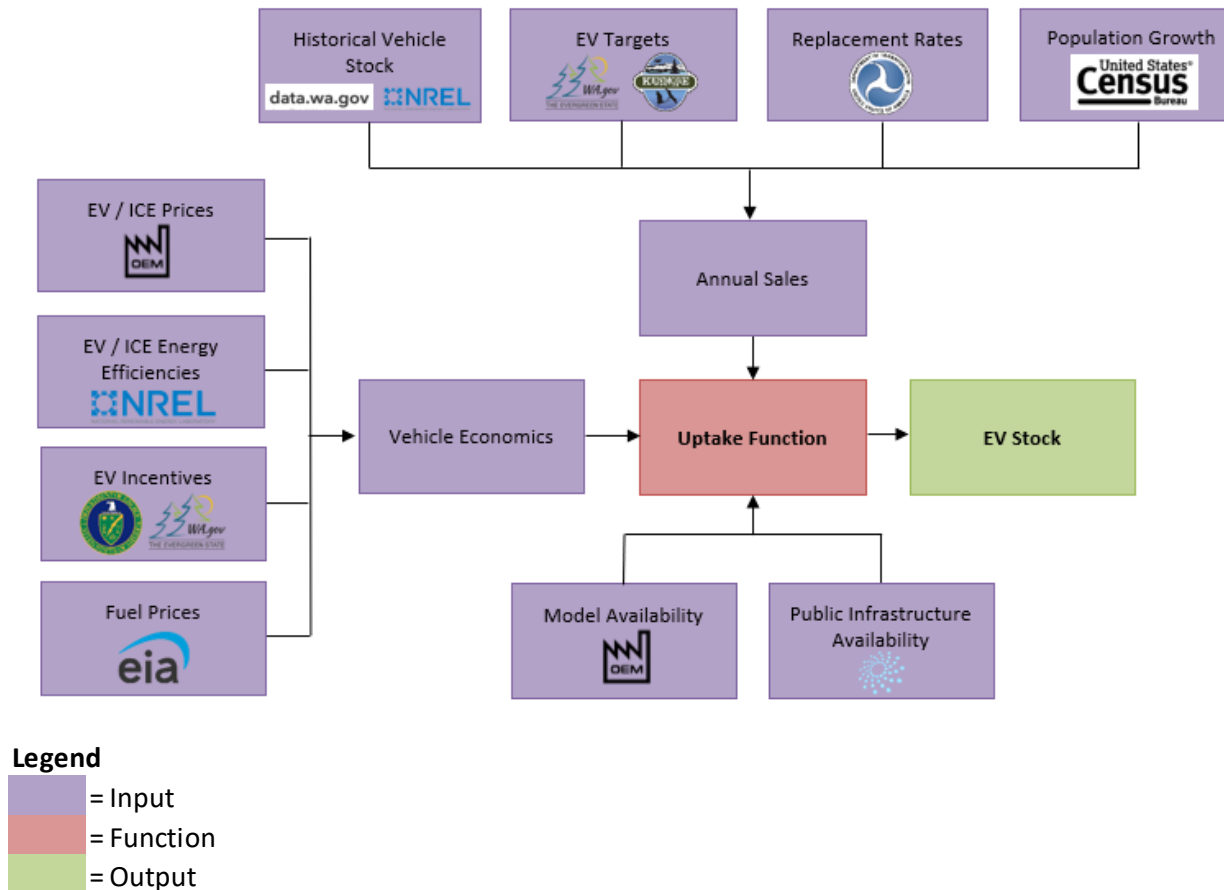 Historical Vehicle
Stock
data.wa.gov NREL
EV Targets
WA.gov
THE EVERGREEN STATE
KENMORE
Replacement Rates
Population Growth
United States®
Census
Bureau
EV / ICE Prices
OEM
Annual Sales
EV / ICE Energy
Efficiencies
NREL
NATIONAL RENEWABLE ENERGY LABORATORY
Vehicle Economics
Uptake Function
EV Stock
EV Incentives
WA.gov
THE EVERGREEN STATE
Fuel Prices
eia
Model Availability
OEM
Public Infrastructure
Availability
Legend
= Input
= Function
= Output